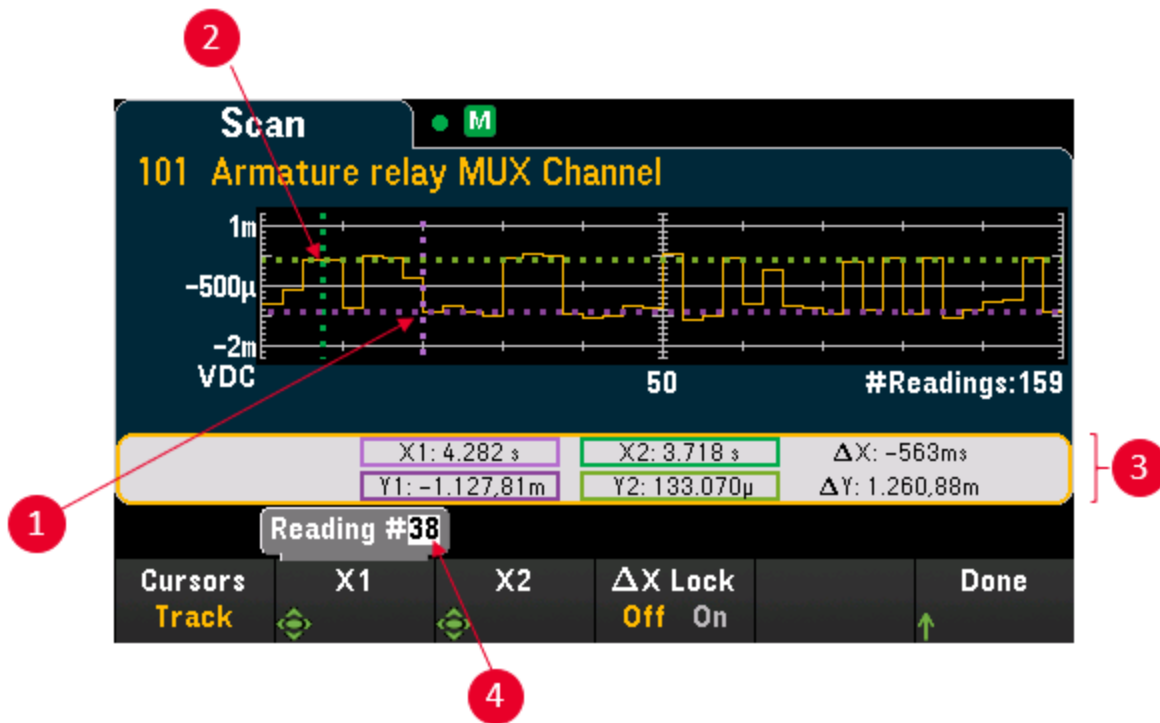 2
Scan M
101 Armature relay MUX Channel
1m
-500µ
-2m
VDC 50 #Readings:159
X1: 4.282 s X2: 3.718 s ΔX: -563ms
Y1: -1.127,81m Y2: 133.070µ ΔY: 1.260,88m
3
1
Reading #38
Cursors X1 X2 ΔX Lock Done
Track Off On
4